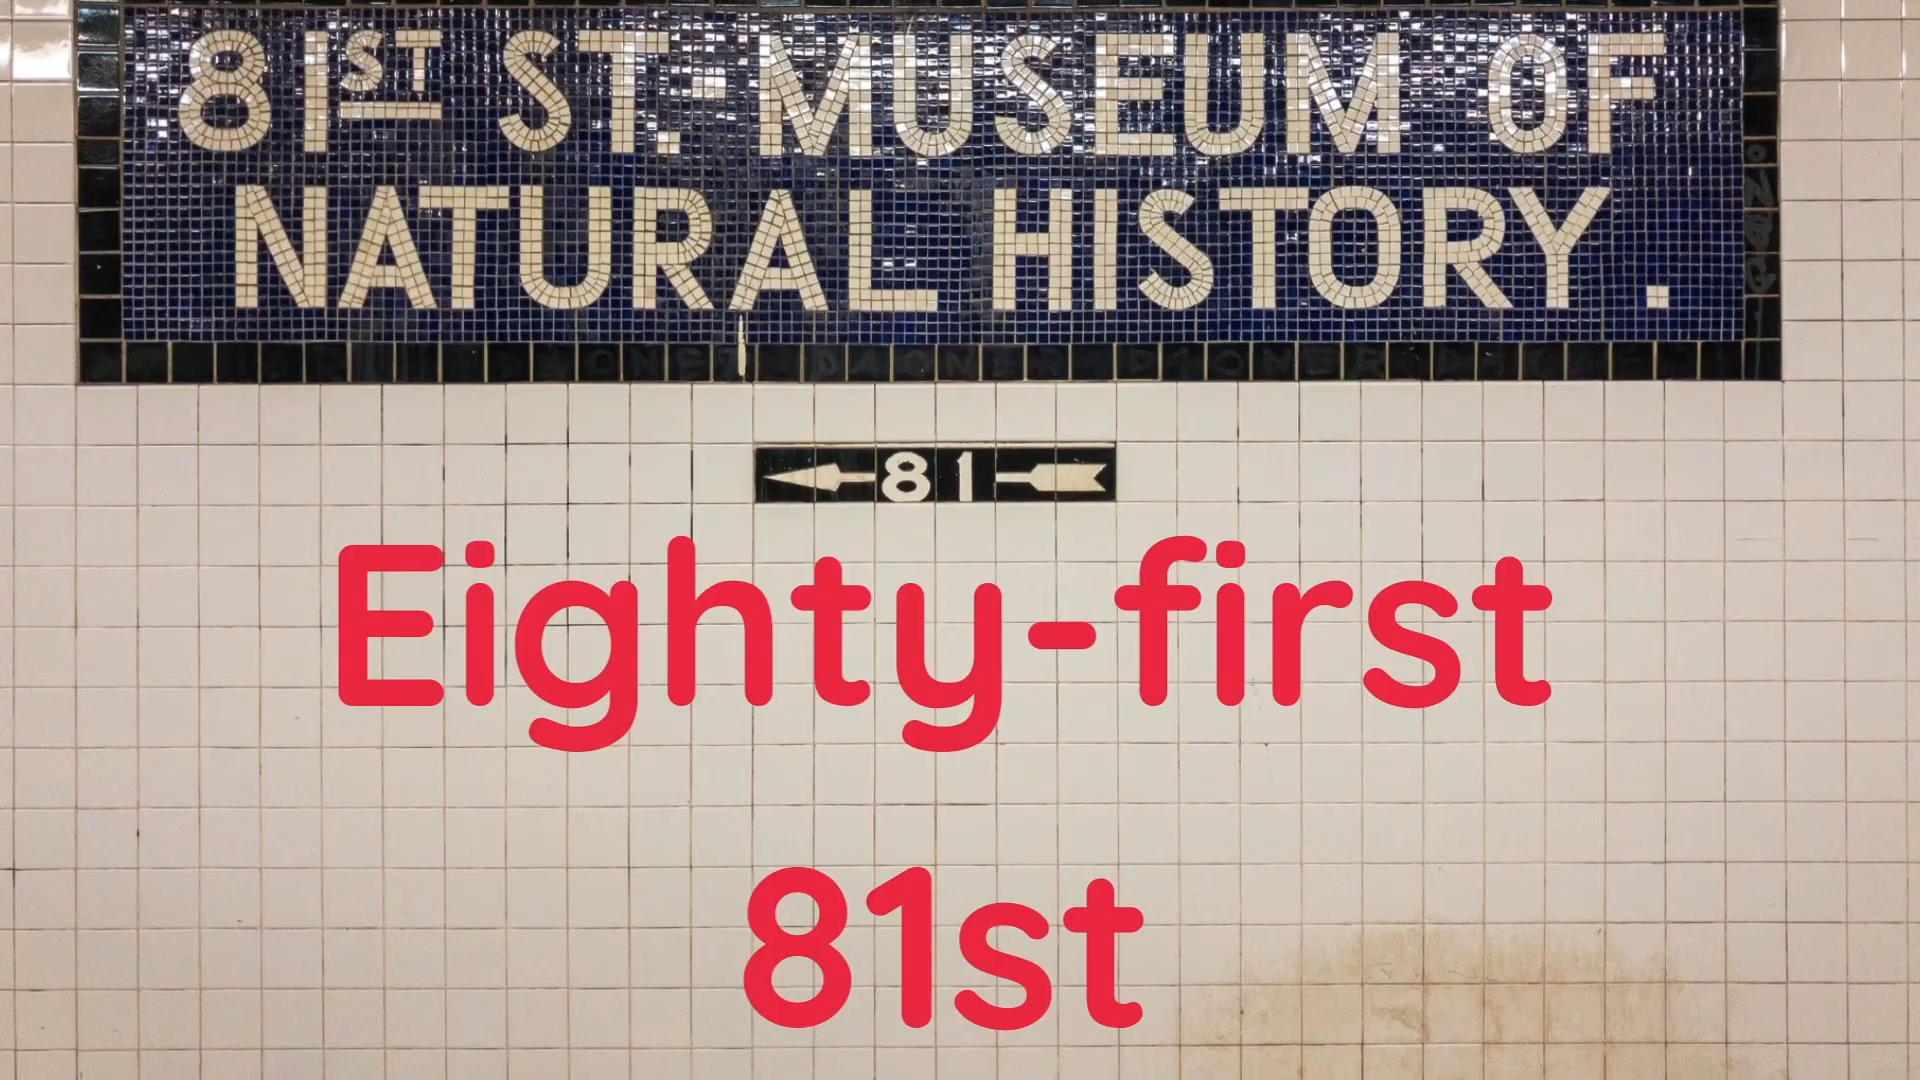 81ST ST.-MUSEUM OF
NATURAL HISTORY.
81
Eighty-first
81st